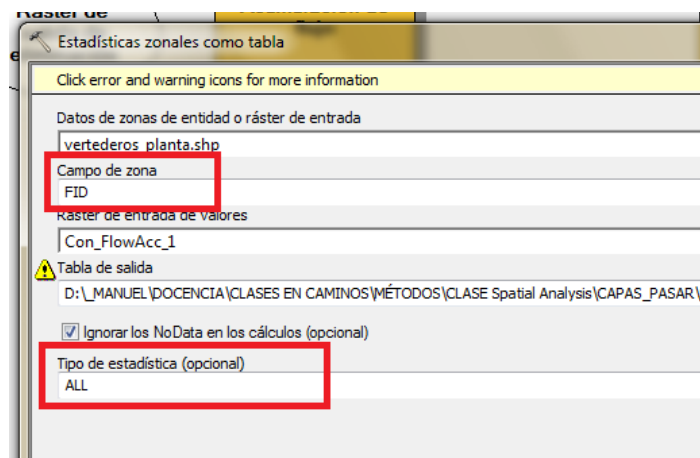 Ráster de
Estadísticas zonales como tabla
Click error and warning icons for more information
Datos de zonas de entidad o ráster de entrada
vertederos_planta.shp
Campo de zona
FID
Ráster de entrada de valores
Con_FlowAcc_1
Tabla de salida
D:\_MANUEL\DOCENCIA\CLASES EN CAMINOS\MÉTODOS\CLASE Spatial Analysis\CAPAS_PASAR\
Ignorar los NoData en los cálculos (opcional)
Tipo de estadística (opcional)
ALL